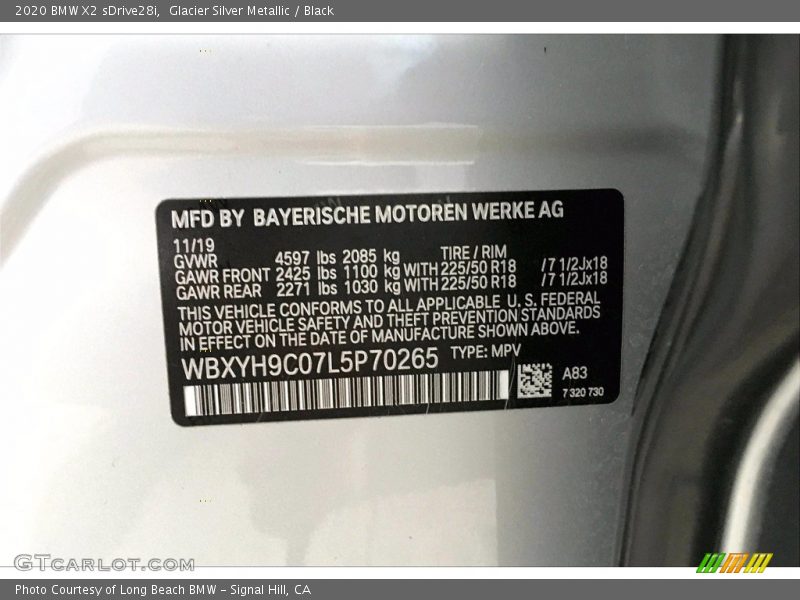 2020 BMW X2 sDrive28i, Glacier Silver Metallic / Black
MFD BY BAYERISCHE MOTOREN WERKE AG
11/19
GVWR 4597 lbs 2085 kg TIRE / RIM
GAWR FRONT 2425 lbs 1100 kg WITH 225/50 R18 /7 1/2Jx18
GAWR REAR 2271 lbs 1030 kg WITH 225/50 R18 /7 1/2Jx18
THIS VEHICLE CONFORMS TO ALL APPLICABLE U. S. FEDERAL
MOTOR VEHICLE SAFETY AND THEFT PREVENTION STANDARDS
IN EFFECT ON THE DATE OF MANUFACTURE SHOWN ABOVE.
WBXYH9C07L5P70265 TYPE: MPV
A83
7 320 730
GTCARLOT.COM
Photo Courtesy of Long Beach BMW - Signal Hill, CA